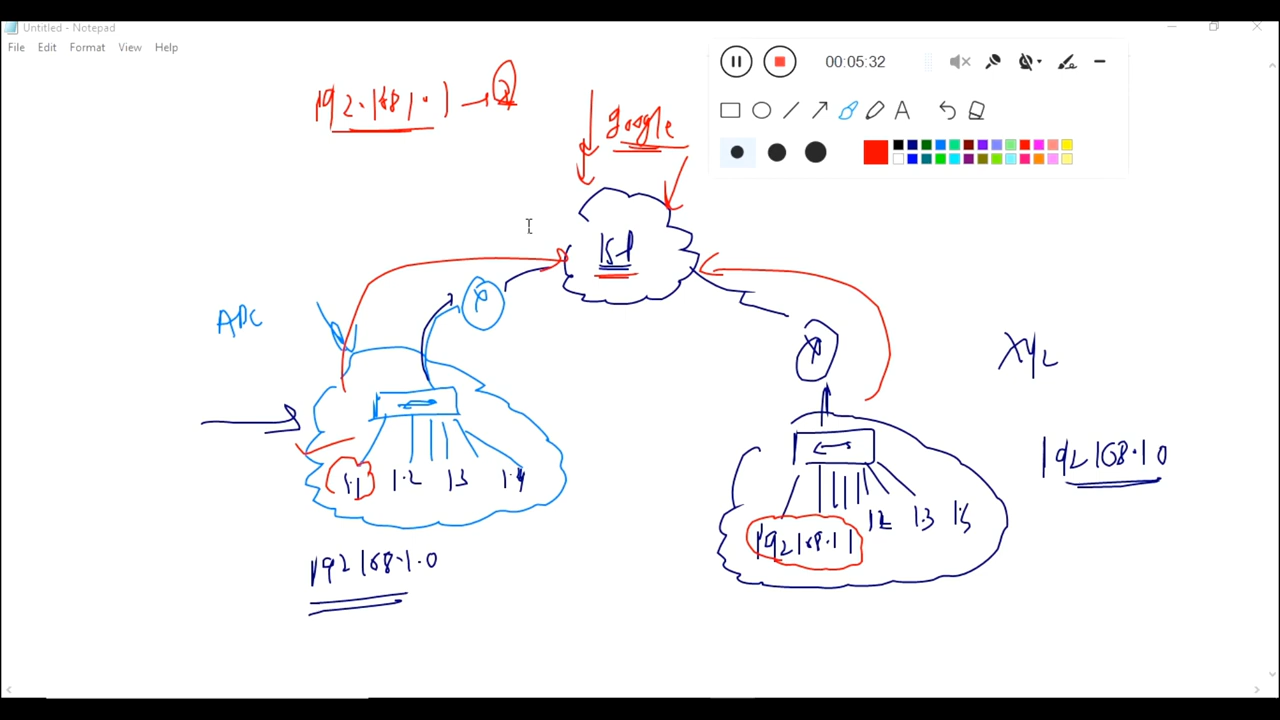 Untitled - Notepad
File Edit Format View Help
00:05:32
A
192.168.1.1 → 2
google
ISP
ABC
XYZ
1.1 1.2 1.3 1.4
192 168.1.0
192 168.1 0
192 168.1 1 1.2 1.3 1.5